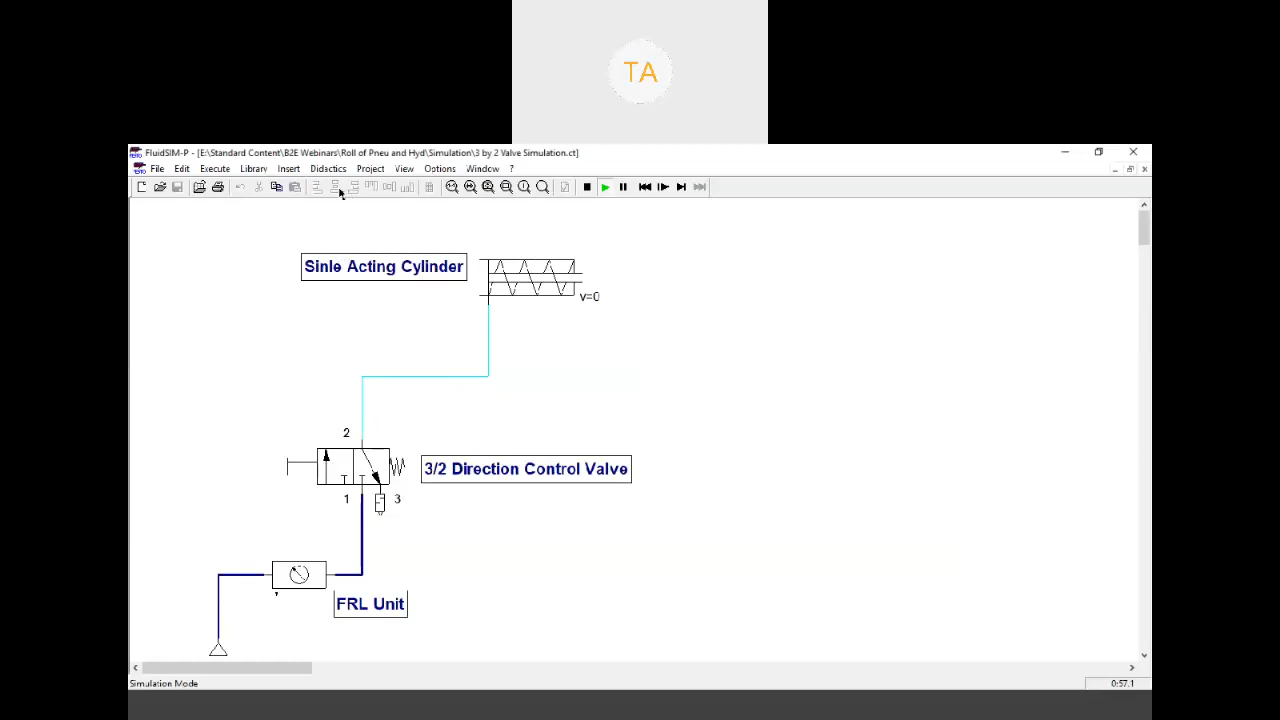 TA
FluidSIM-P - [E:\Standard Content\B2E Webinars\Roll of Pneu and Hyd\Simulation\3 by 2 Valve Simulation.ct]
File Edit Execute Library Insert Didactics Project View Options Window ?
Sinle Acting Cylinder
v=0
2
3/2 Direction Control Valve
1 3
FRL Unit
Simulation Mode
0:57.1